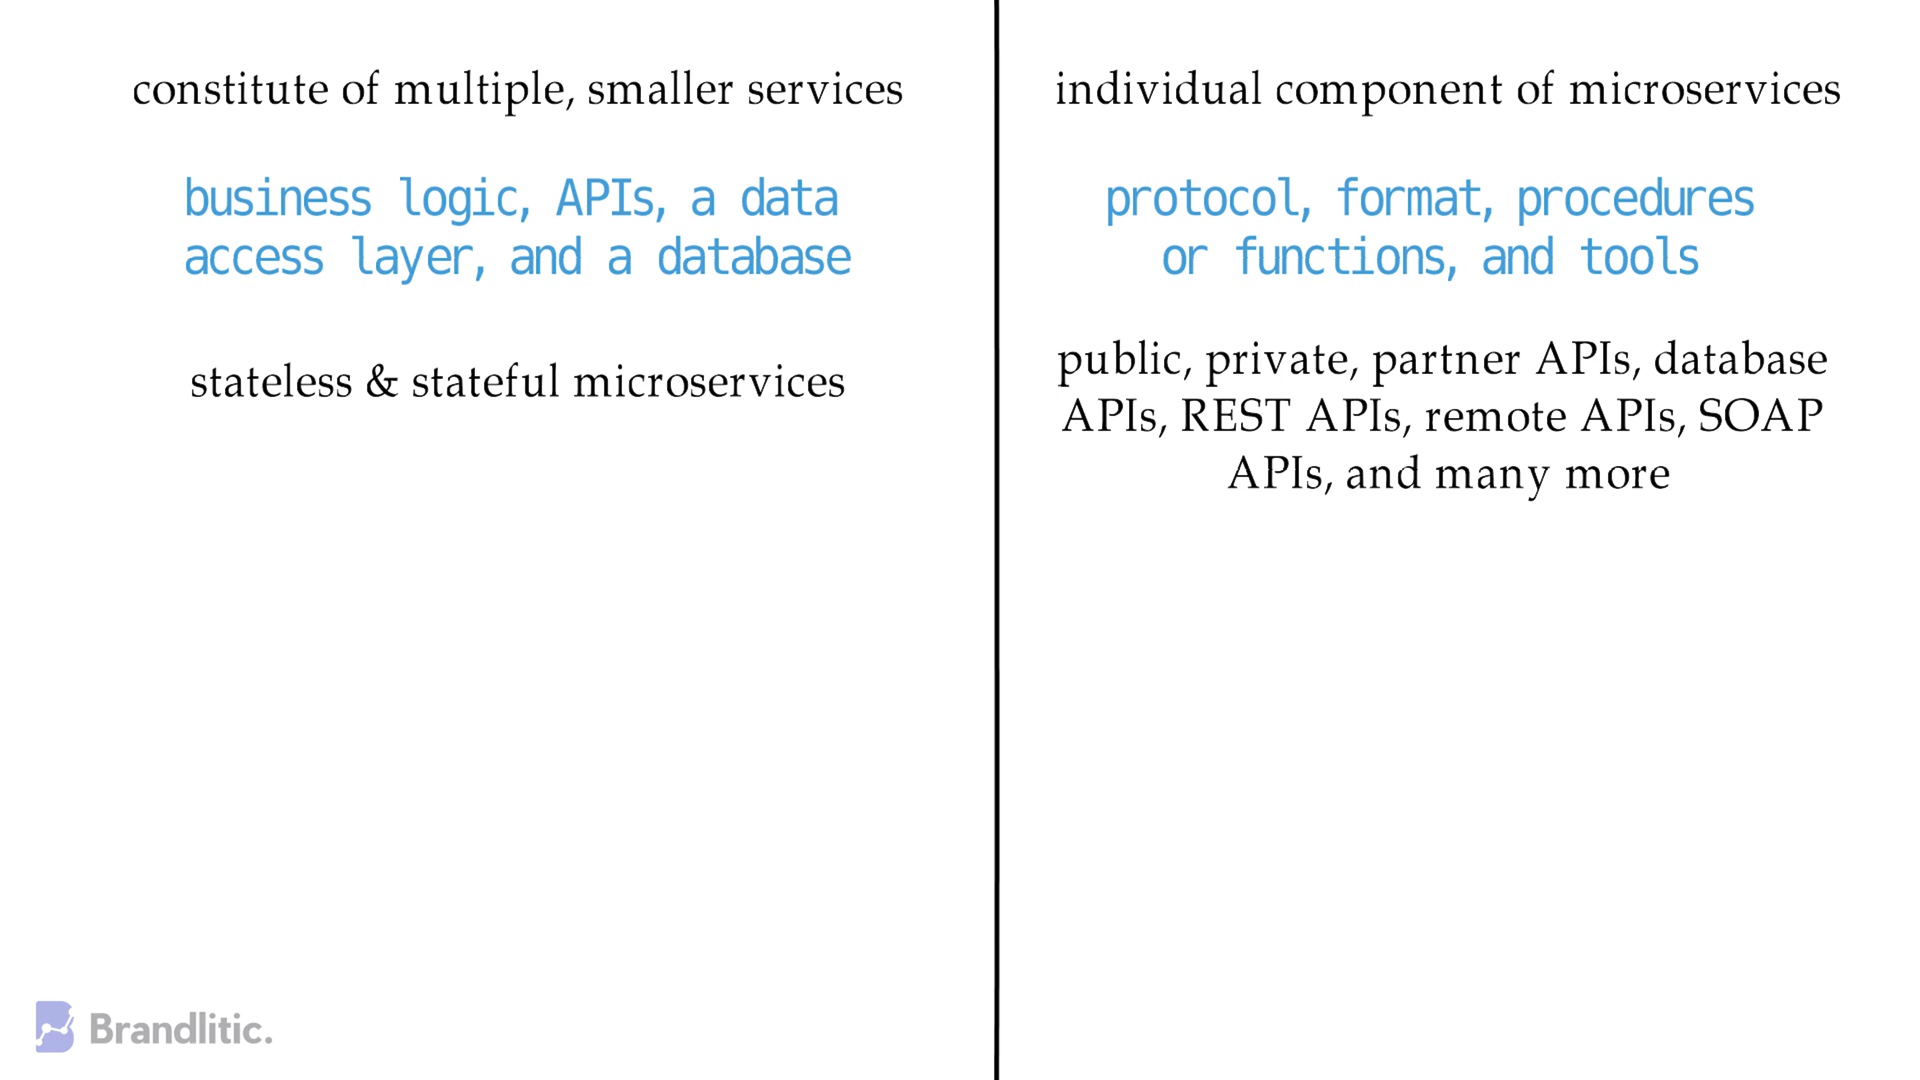 constitute of multiple, smaller services
business logic, APIs, a data
access layer, and a database
stateless & stateful microservices
individual component of microservices
protocol, format, procedures
or functions, and tools
public, private, partner APIs, database
APIs, REST APIs, remote APIs, SOAP
APIs, and many more
Brandlitic.